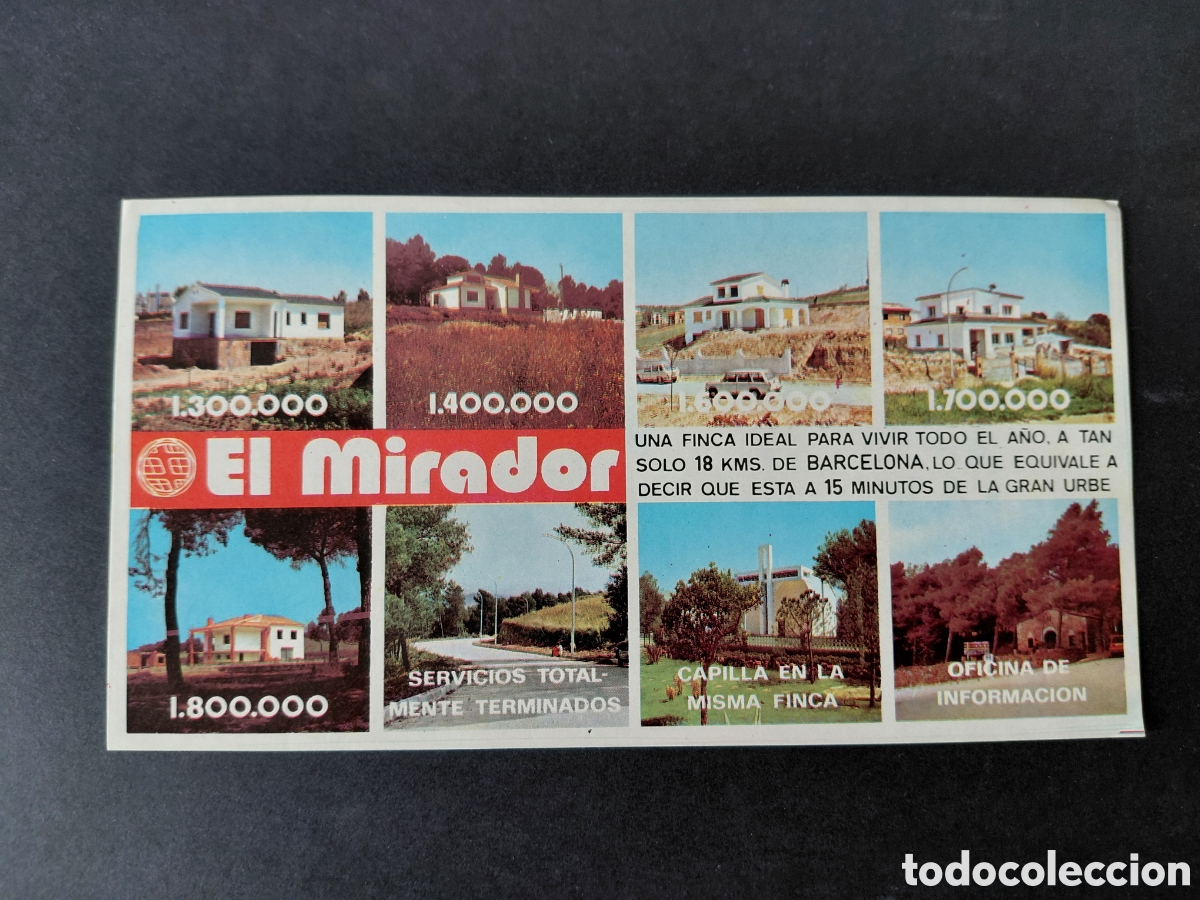 1.300.000
1.400.000
1.600.000
1.700.000
El Mirador
UNA FINCA IDEAL PARA VIVIR TODO EL AÑO, A TAN
SOLO 18 KMS. DE BARCELONA, LO QUE EQUIVALE A
DECIR QUE ESTA A 15 MINUTOS DE LA GRAN URBE
1.800.000
SERVICIOS TOTAL-
MENTE TERMINADOS
CAPILLA EN LA
MISMA FINCA
OFICINA DE
INFORMACION
todocoleccion